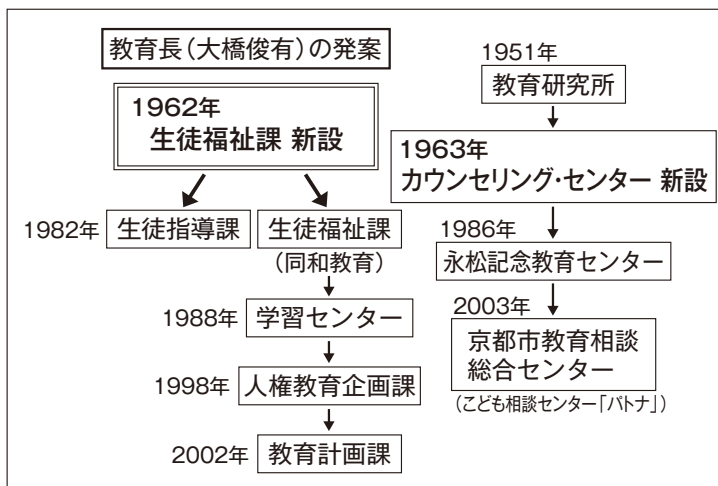 教育長(大橋俊有)の発案
1962年
生徒福祉課 新設
1982年 生徒指導課 生徒福祉課
(同和教育)
1988年 学習センター
1998年 人権教育企画課
2002年 教育計画課
1951年
教育研究所
1963年
カウンセリング・センター 新設
1986年
永松記念教育センター
2003年
京都市教育相談
総合センター
(こども相談センター「パトナ」)